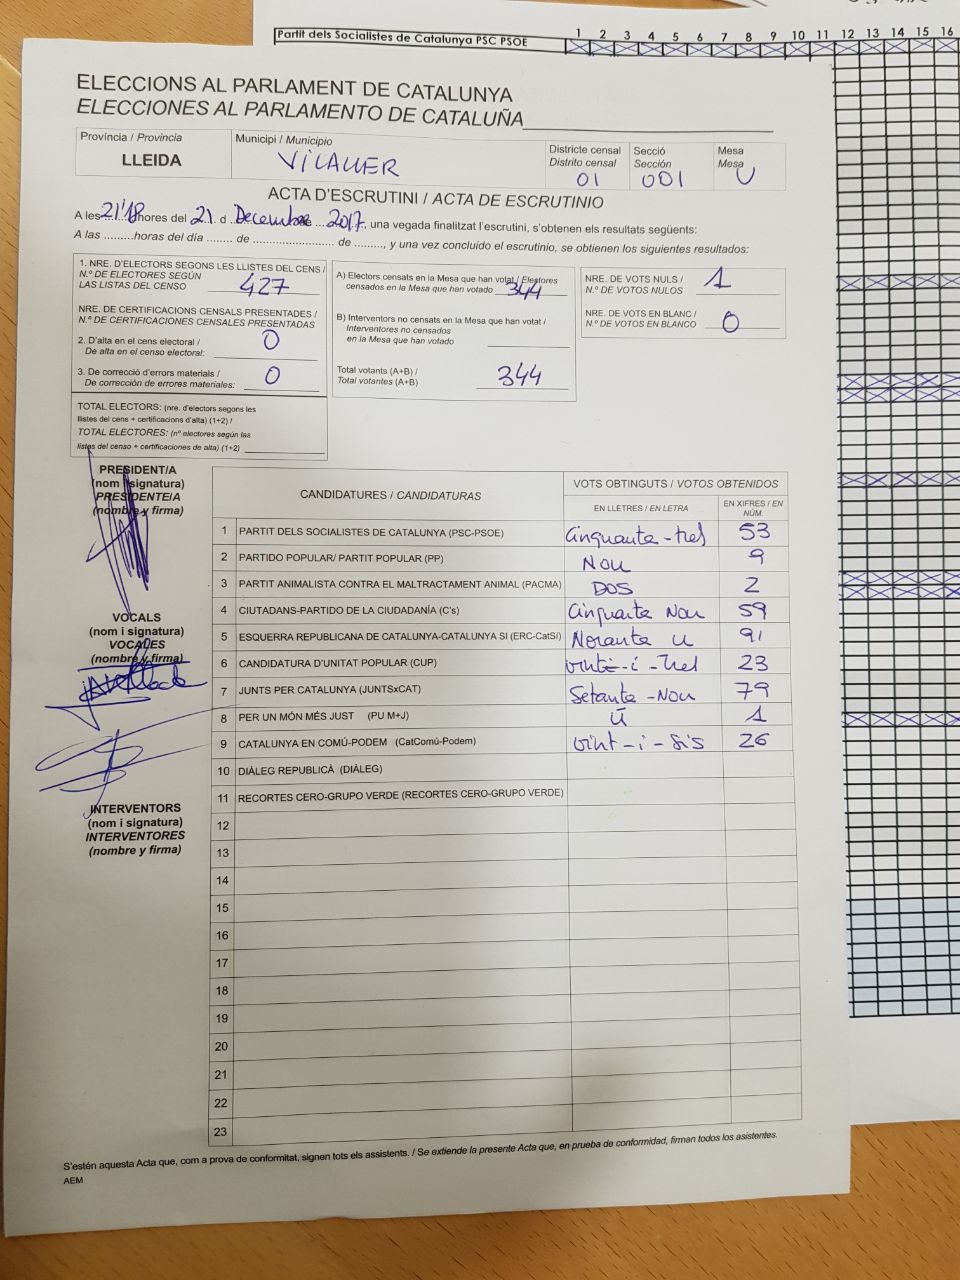 Partit dels Socialistes de Catalunya PSC PSOE
1 2 3 4 5 6 7 8 9 10 11 12 13 14 15 16
ELECCIONS AL PARLAMENT DE CATALUNYA
ELECCIONES AL PARLAMENTO DE CATALUÑA
Província / Provincia
LLEIDA
Municipi / Municipio
VILALLER
Districte censal
Distrito censal
01
Secció
Sección
001
Mesa
Mesa
U
ACTA D'ESCRUTINI / ACTA DE ESCRUTINIO
A les 21'18 hores del 21 d Decembre 2017, una vegada finalitzat l'escrutini, s'obtenen els resultats següents:
A las .........horas del día ........ de ......................... de ........., y una vez concluido el escrutinio, se obtienen los siguientes resultados:
1. NRE. D'ELECTORS SEGONS LES LLISTES DEL CENS /
N.º DE ELECTORES SEGÚN
LAS LISTAS DEL CENSO 427
NRE. DE CERTIFICACIONS CENSALS PRESENTADES /
N.º DE CERTIFICACIONES CENSALES PRESENTADAS
2. D'alta en el cens electoral /
De alta en el censo electoral: 0
3. De correcció d'errors materials /
De corrección de errores materiales: 0
TOTAL ELECTORS: (nre. d'electors segons les
llistes del cens + certificacions d'alta) (1+2) /
TOTAL ELECTORES: (nº electores según las
listas del censo + certificaciones de alta) (1+2)
A) Electors censats en la Mesa que han votat / Electores
censados en la Mesa que han votado 344
B) Interventors no censats en la Mesa que han votat /
Interventores no censados
en la Mesa que han votado
Total votants (A+B) /
Total votantes (A+B) 344
NRE. DE VOTS NULS /
N.º DE VOTOS NULOS 1
NRE. DE VOTS EN BLANC /
N.º DE VOTOS EN BLANCO 0
PRESIDENT/A
(nom i signatura)
PRESIDENTE/A
(nombre y firma)
VOCALS
(nom i signatura)
VOCALES
(nombre y firma)
INTERVENTORS
(nom i signatura)
INTERVENTORES
(nombre y firma)
CANDIDATURES / CANDIDATURAS
VOTS OBTINGUTS / VOTOS OBTENIDOS
EN LLETRES / EN LETRA
EN XIFRES / EN NÚM.
1 PARTIT DELS SOCIALISTES DE CATALUNYA (PSC-PSOE) Cinquanta-tres 53
2 PARTIDO POPULAR/ PARTIT POPULAR (PP) NOU 9
3 PARTIT ANIMALISTA CONTRA EL MALTRACTAMENT ANIMAL (PACMA) DOS 2
4 CIUTADANS-PARTIDO DE LA CIUDADANÍA (C's) Cinquanta Nou 59
5 ESQUERRA REPUBLICANA DE CATALUNYA-CATALUNYA SÍ (ERC-CatSí) Noranta u 91
6 CANDIDATURA D'UNITAT POPULAR (CUP) vint-i-tres 23
7 JUNTS PER CATALUNYA (JUNTSxCAT) Setanta-Nou 79
8 PER UN MÓN MÉS JUST (PU M+J) U 1
9 CATALUNYA EN COMÚ-PODEM (CatComú-Podem) vint-i-sis 26
10 DIÀLEG REPUBLICÀ (DIÀLEG)
11 RECORTES CERO-GRUPO VERDE (RECORTES CERO-GRUPO VERDE)
12
13
14
15
16
17
18
19
20
21
22
23
S'estén aquesta Acta que, com a prova de conformitat, signen tots els assistents. / Se extiende la presente Acta que, en prueba de conformidad, firman todos los asistentes.
AEM